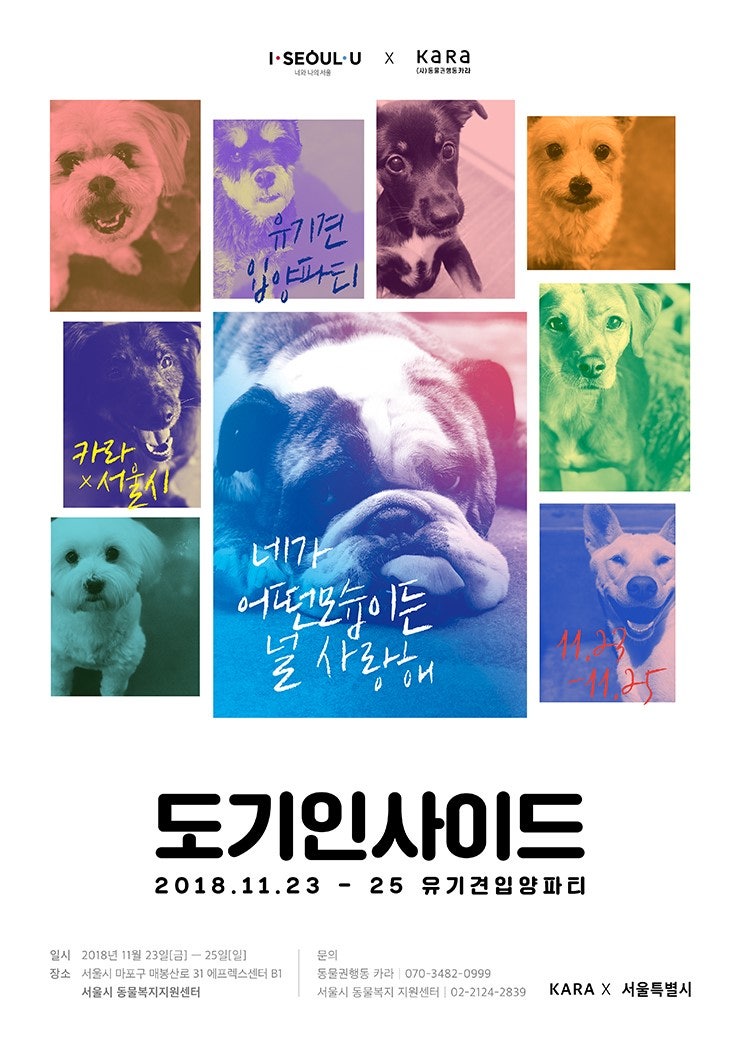 I·SEOUL·U X KARA
너와 나의 서울
(사)동물권행동카라
유기견
입양파티
카라
×서울시
네가
어떤모습이든
널 사랑해
11.23
-11.25
도기인사이드
2018.11.23 - 25 유기견입양파티
일시 2018년 11월 23일[금] — 25일[일]
장소 서울시 마포구 매봉산로 31 에프렉스센터 B1
서울시 동물복지지원센터
문의
동물권행동 카라 | 070-3482-0999
서울시 동물복지 지원센터 | 02-2124-2839
KARA X 서울특별시